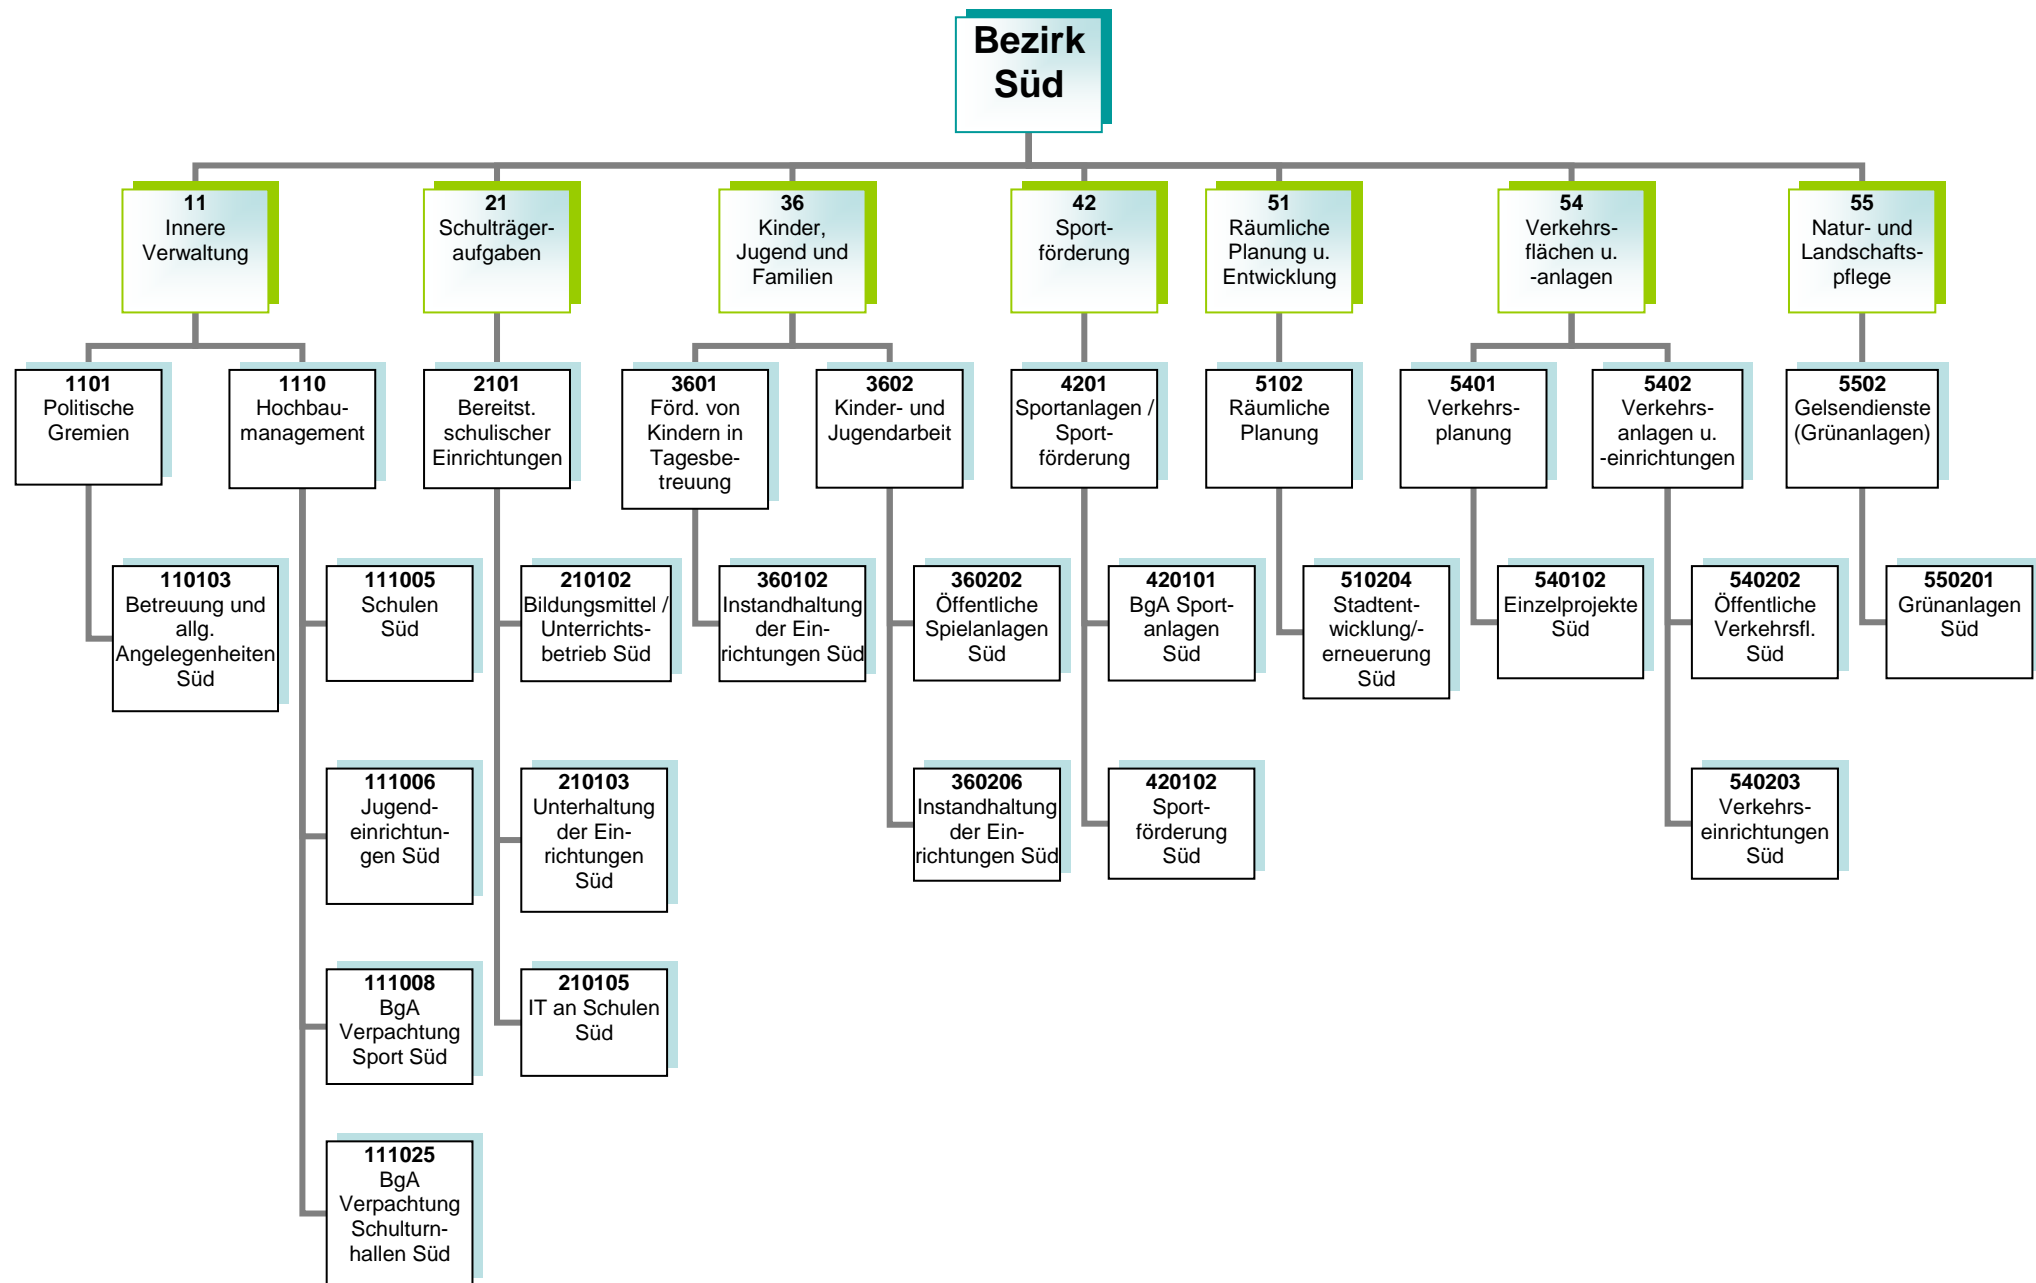 Bezirk
Süd
11
Innere
Verwaltung
21
Schulträger-
aufgaben
36
Kinder,
Jugend und
Familien
42
Sport-
förderung
51
Räumliche
Planung u.
Entwicklung
54
Verkehrs-
flächen u.
-anlagen
55
Natur- und
Landschafts-
pflege
1101
Politische
Gremien
1110
Hochbau-
management
2101
Bereitst.
schulischer
Einrichtungen
3601
Förd. von
Kindern in
Tagesbe-
treuung
3602
Kinder- und
Jugendarbeit
4201
Sportanlagen /
Sport-
förderung
5102
Räumliche
Planung
5401
Verkehrs-
planung
5402
Verkehrs-
anlagen u.
-einrichtungen
5502
Gelsendienste
(Grünanlagen)
110103
Betreuung und
allg.
Angelegenheiten
Süd
111005
Schulen
Süd
210102
Bildungsmittel /
Unterrichts-
betrieb Süd
360102
Instandhaltung
der Ein-
richtungen Süd
360202
Öffentliche
Spielanlagen
Süd
420101
BgA Sport-
anlagen
Süd
510204
Stadtent-
wicklung/-
erneuerung
Süd
540102
Einzelprojekte
Süd
540202
Öffentliche
Verkehrsfl.
Süd
550201
Grünanlagen
Süd
111006
Jugend-
einrichtun-
gen Süd
210103
Unterhaltung
der Ein-
richtungen
Süd
360206
Instandhaltung
der Ein-
richtungen Süd
420102
Sport-
förderung
Süd
540203
Verkehrs-
einrichtungen
Süd
111008
BgA
Verpachtung
Sport Süd
210105
IT an Schulen
Süd
111025
BgA
Verpachtung
Schulturn-
hallen Süd